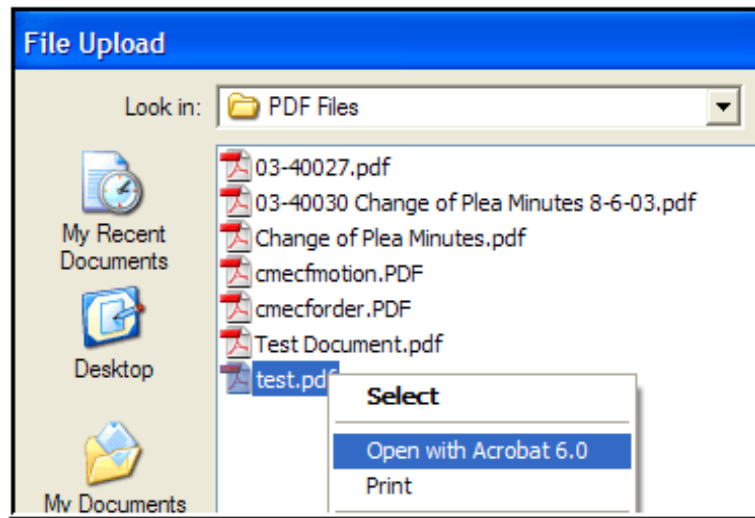 File Upload
Look in: PDF Files
03-40027.pdf
03-40030 Change of Plea Minutes 8-6-03.pdf
My Recent Documents
Change of Plea Minutes.pdf
cmecfmotion.PDF
cmecforder.PDF
Test Document.pdf
Desktop
test.pdf
Select
Open with Acrobat 6.0
Print
My Documents